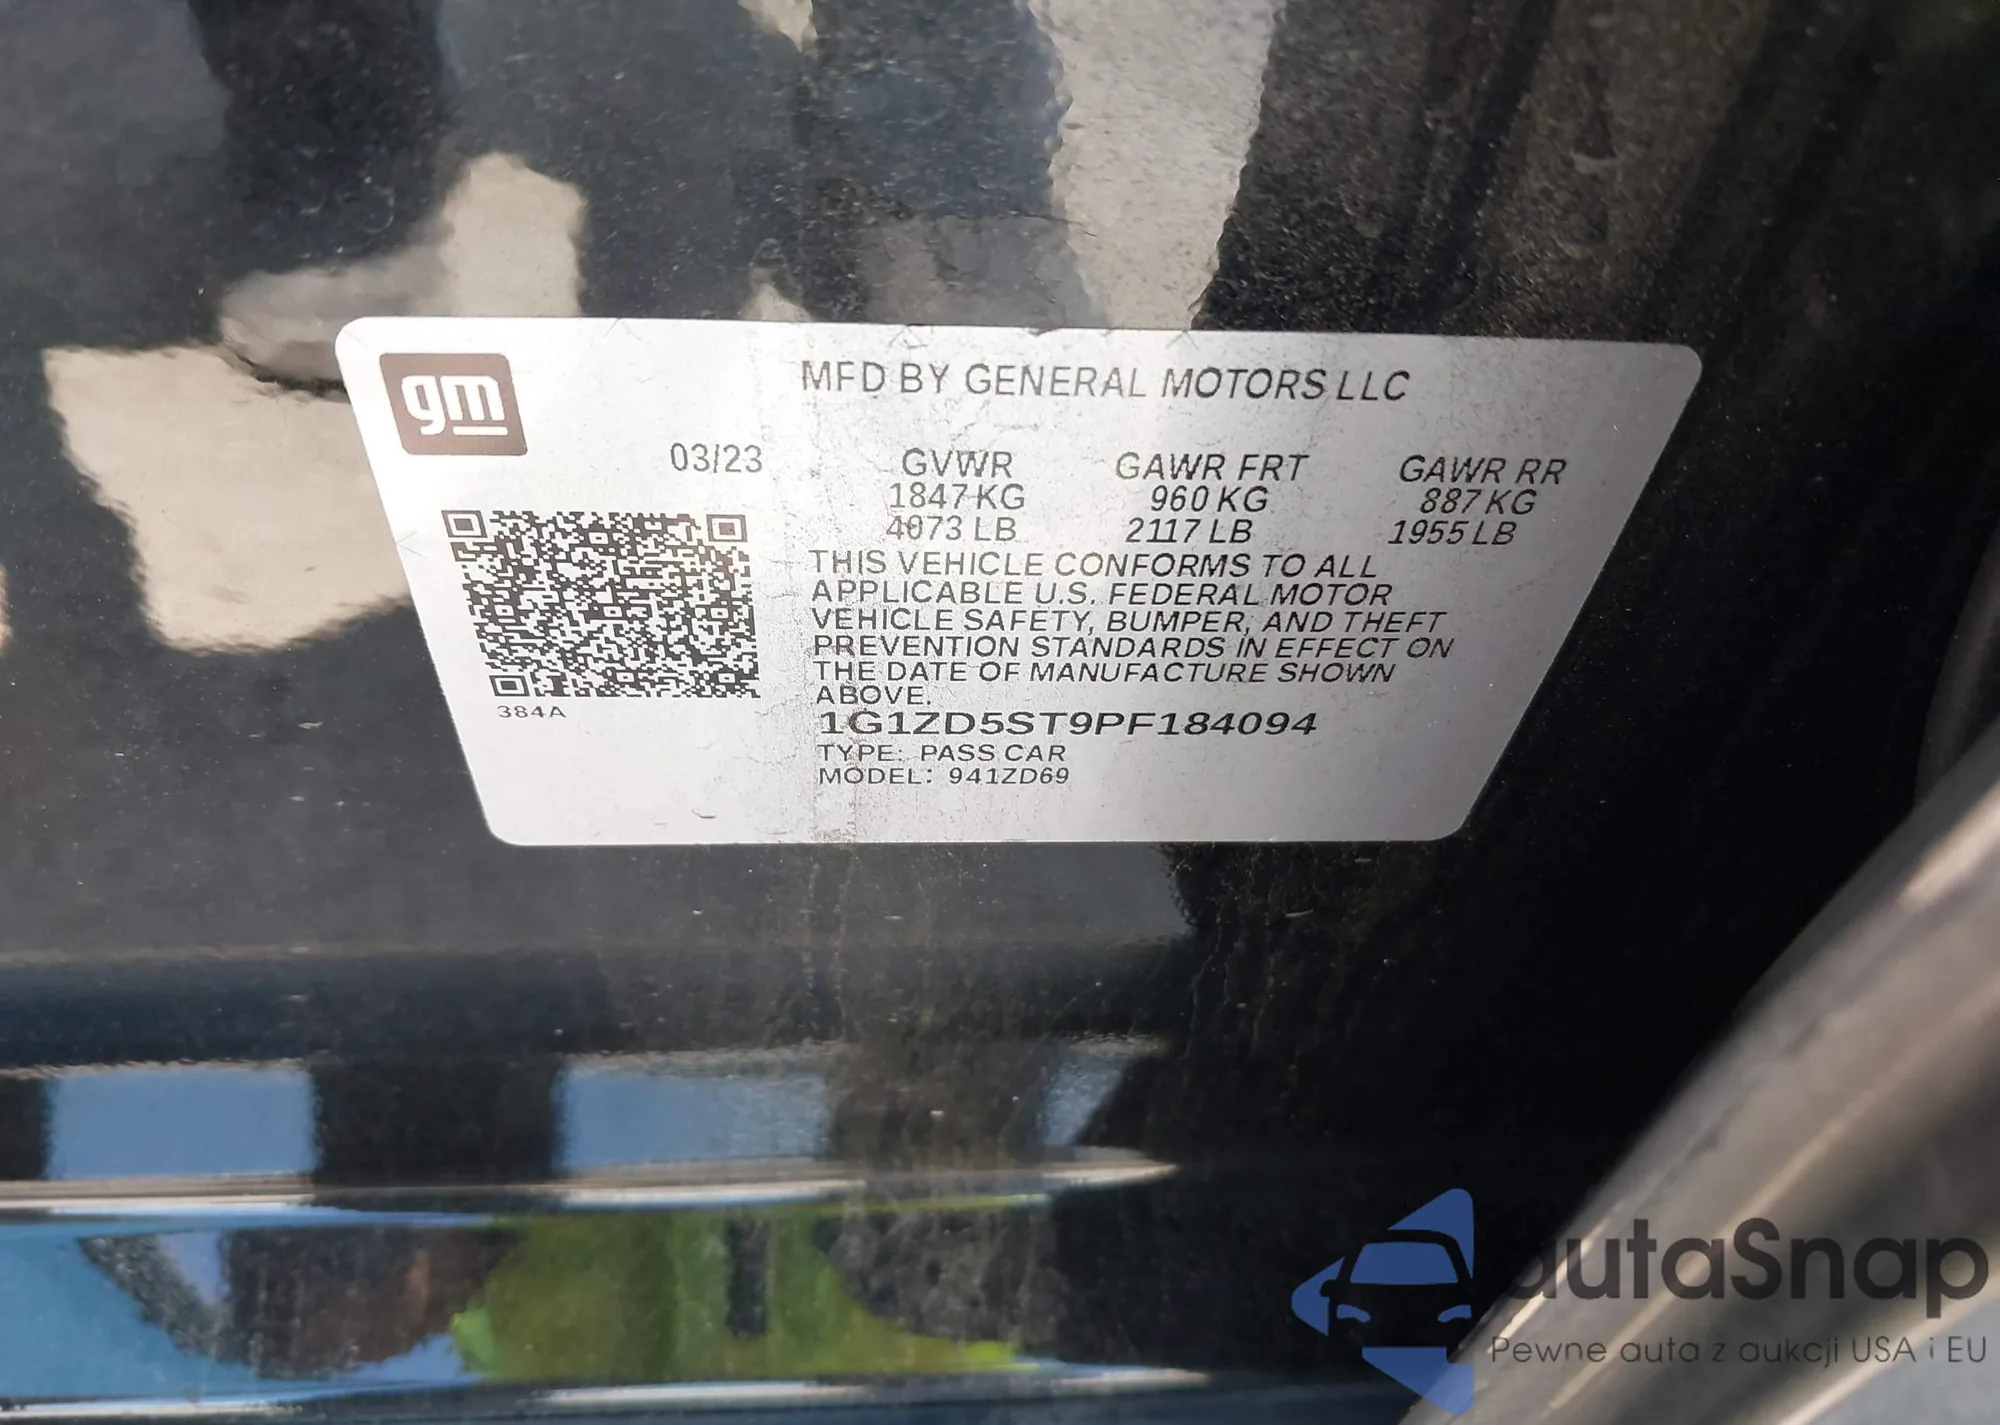 gm
MFD BY GENERAL MOTORS LLC
03/23
GVWR GAWR FRT GAWR RR
1847 KG 960 KG 887 KG
4073 LB 2117 LB 1955 LB
THIS VEHICLE CONFORMS TO ALL
APPLICABLE U.S. FEDERAL MOTOR
VEHICLE SAFETY, BUMPER, AND THEFT
PREVENTION STANDARDS IN EFFECT ON
THE DATE OF MANUFACTURE SHOWN
ABOVE.
384A
1G1ZD5ST9PF184094
TYPE: PASS CAR
MODEL: 941ZD69
autaSnap
Pewne auta z aukcji USA i EU